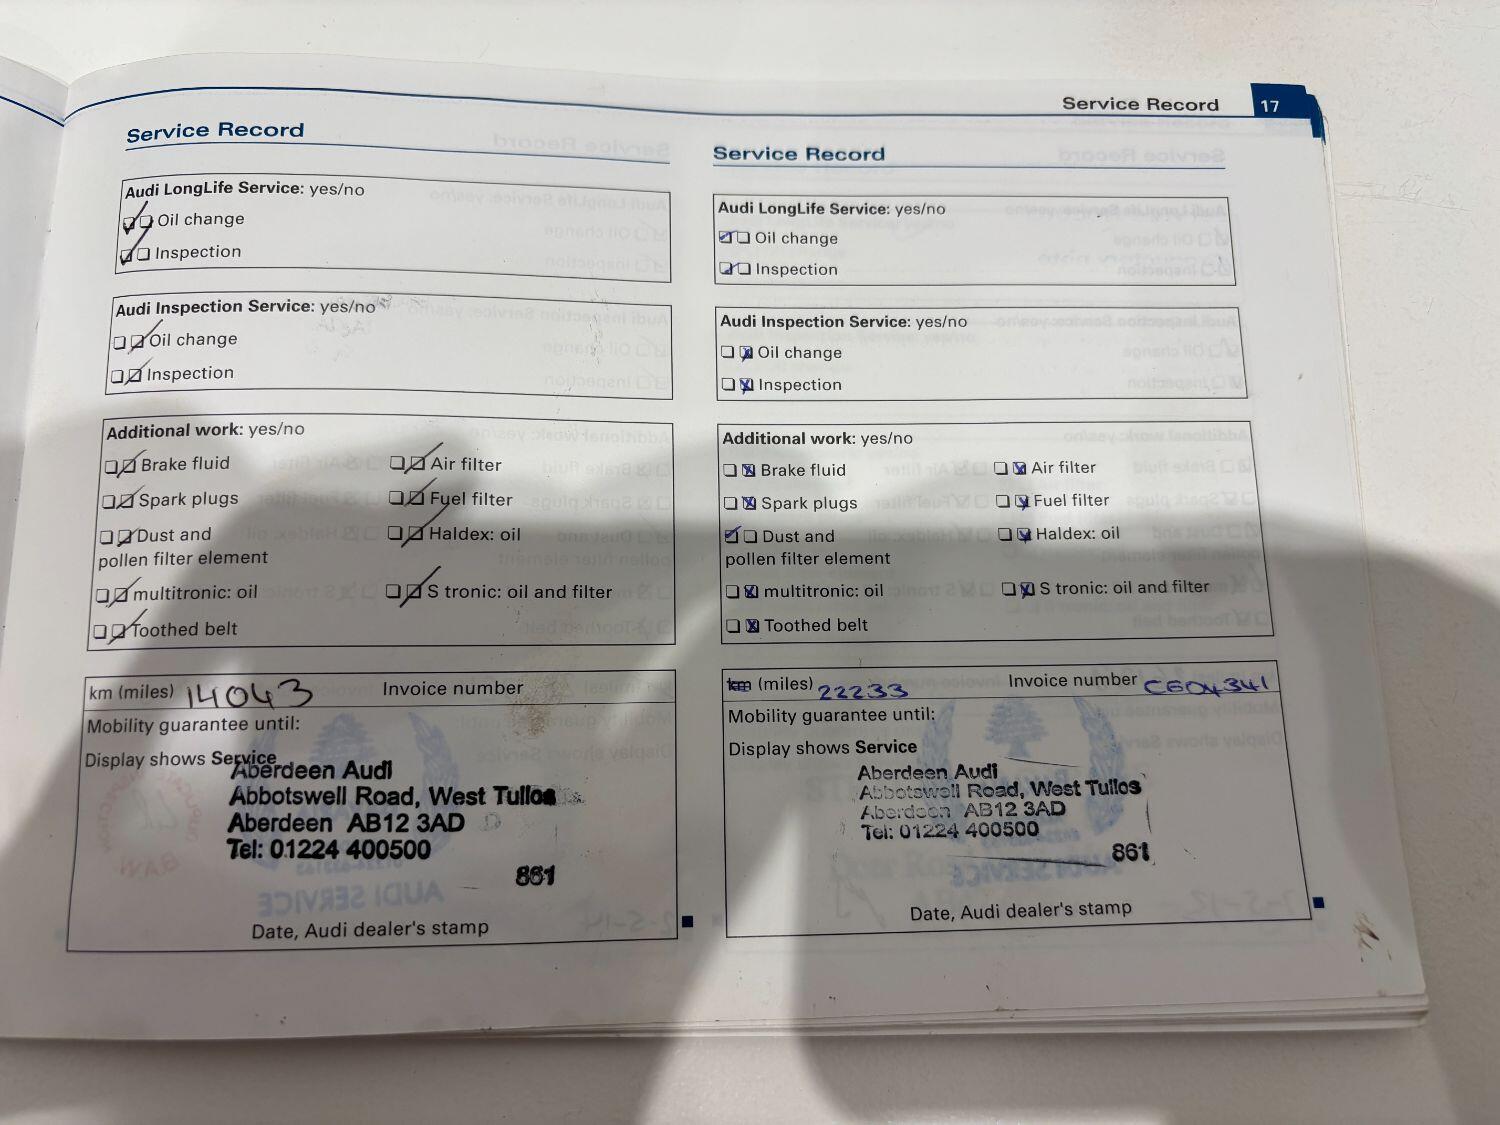 Service Record 17
Service Record
Audi LongLife Service: yes/no
Oil change
Inspection
Audi Inspection Service: yes/no
Oil change
Inspection
Additional work: yes/no
Brake fluid
Air filter
Spark plugs
Fuel filter
Dust and
pollen filter element
Haldex: oil
multitronic: oil
S tronic: oil and filter
Toothed belt
km (miles) 14043 Invoice number
Mobility guarantee until:
Display shows Service
Aberdeen Audi
Abbotswell Road, West Tullos
Aberdeen AB12 3AD
Tel: 01224 400500
861
Date, Audi dealer's stamp
Service Record
Audi LongLife Service: yes/no
Oil change
Inspection
Audi Inspection Service: yes/no
Oil change
Inspection
Additional work: yes/no
Brake fluid
Air filter
Spark plugs
Fuel filter
Dust and
pollen filter element
Haldex: oil
multitronic: oil
S tronic: oil and filter
Toothed belt
km (miles) 22233 Invoice number C604341
Mobility guarantee until:
Display shows Service
Aberdeen Audi
Abbotswell Road, West Tullos
Aberdeen AB12 3AD
Tel: 01224 400500
861
Date, Audi dealer's stamp